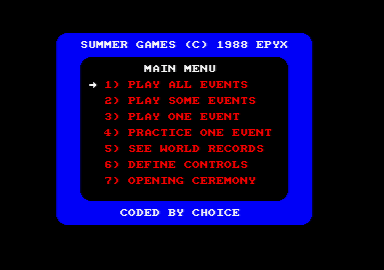 SUMMER GAMES (C) 1988 EPYX
MAIN MENU
→ 1) PLAY ALL EVENTS
2) PLAY SOME EVENTS
3) PLAY ONE EVENT
4) PRACTICE ONE EVENT
5) SEE WORLD RECORDS
6) DEFINE CONTROLS
7) OPENING CEREMONY
CODED BY CHOICE